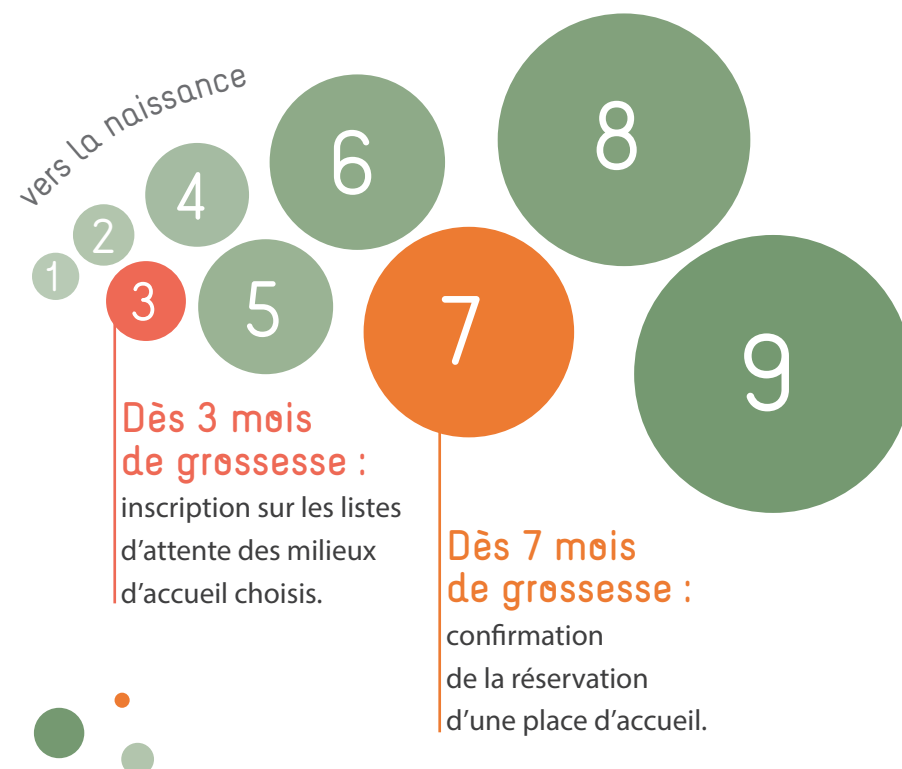 vers la naissance
1
2
3
4
5
6
7
8
9
Dès 3 mois
de grossesse :
inscription sur les listes
d’attente des milieux
d’accueil choisis.
Dès 7 mois
de grossesse :
confirmation
de la réservation
d’une place d’accueil.